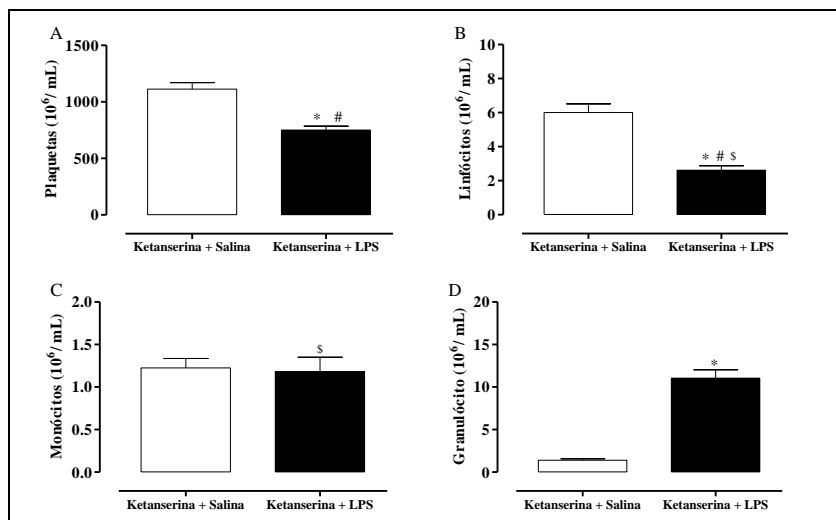 A
Plaquetas (10⁶/ mL)
1500
1000
500
0
* #
Ketanserina + Salina Ketanserina + LPS
B
Linfócitos (10⁶/ mL)
10
8
6
4
2
0
* # $
Ketanserina + Salina Ketanserina + LPS
C
Monócitos (10⁶/ mL)
2.0
1.5
1.0
0.5
0.0
$
Ketanserina + Salina Ketanserina + LPS
D
Granulócito (10⁶/ mL)
20
15
10
5
0
*
Ketanserina + Salina Ketanserina + LPS